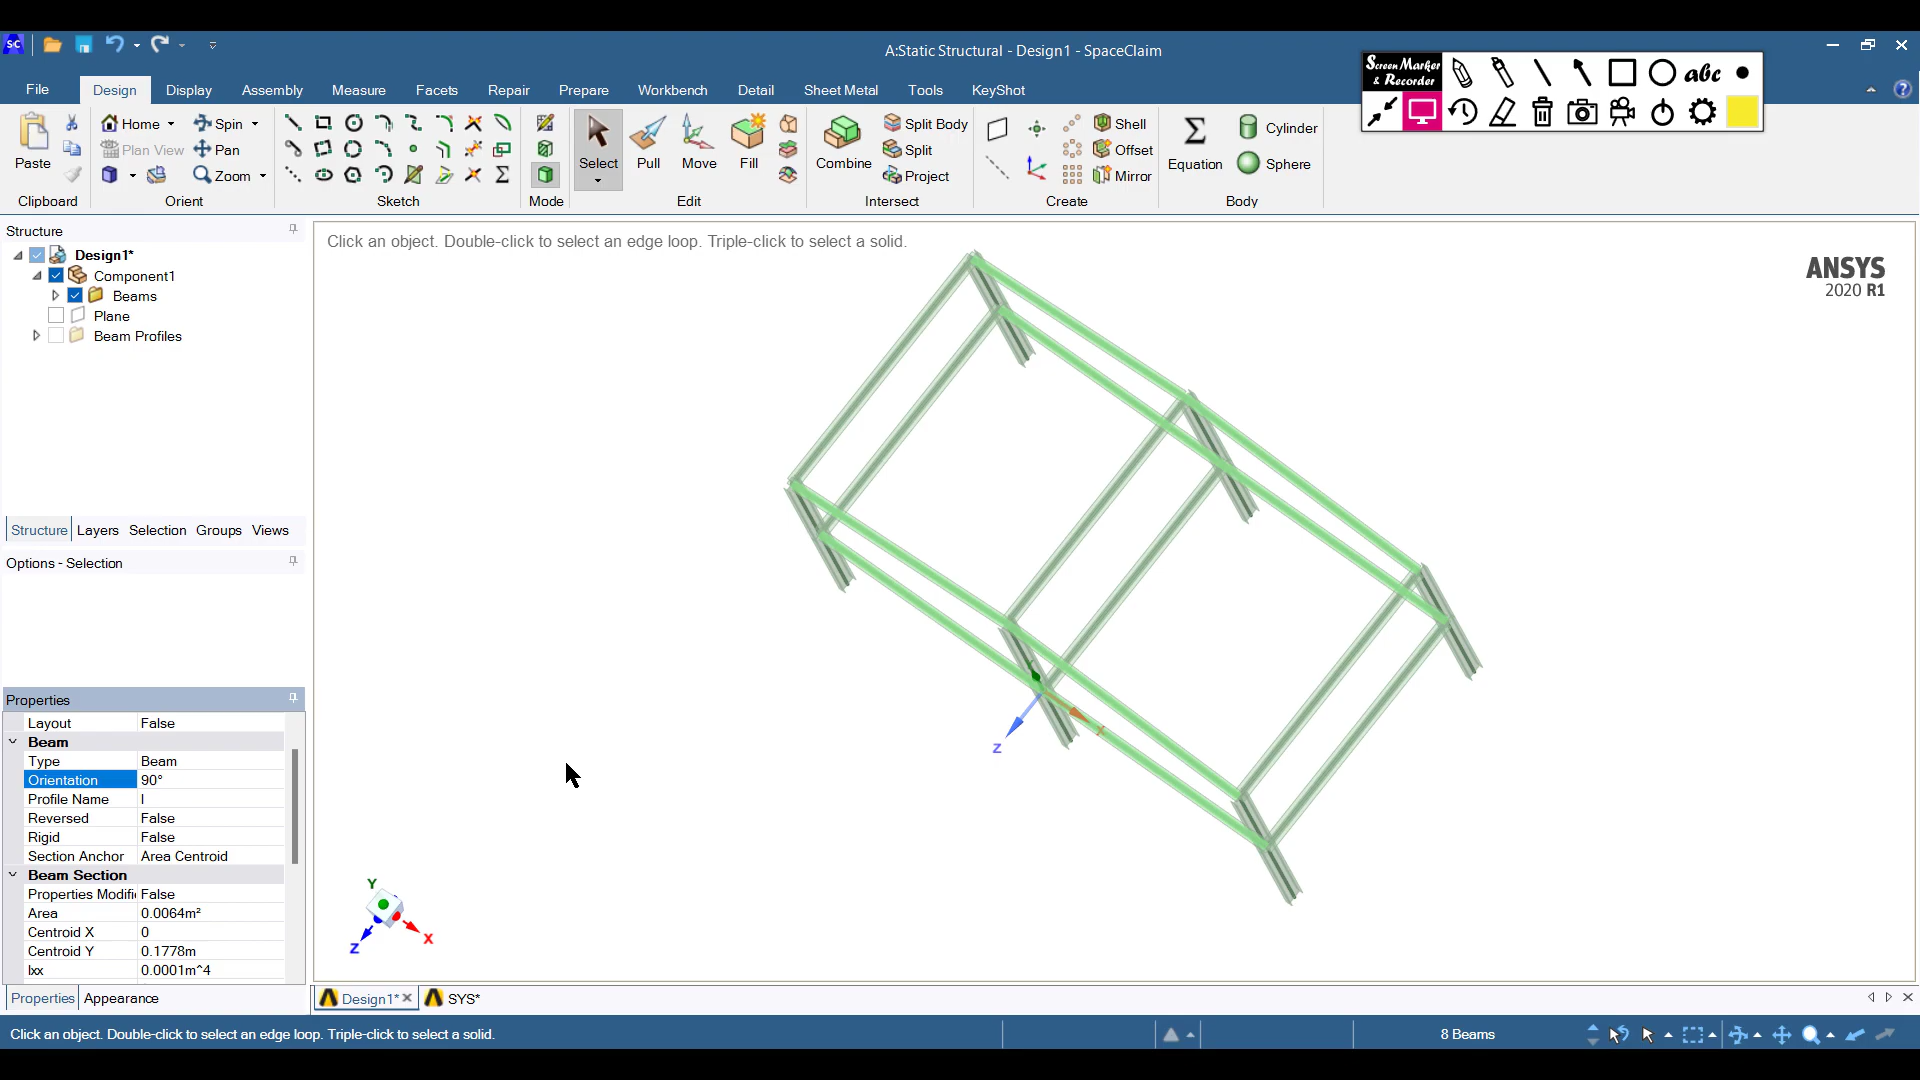 SC
A:Static Structural - Design1 - SpaceClaim
Screen Marker
& Recorder
abc
File
Design
Display
Assembly
Measure
Facets
Repair
Prepare
Workbench
Detail
Sheet Metal
Tools
KeyShot
Paste
Clipboard
Home
Spin
Plan View
Pan
Zoom
Orient
Sketch
Mode
Select
Pull
Move
Fill
Edit
Combine
Split Body
Split
Project
Intersect
Shell
Offset
Mirror
Create
Equation
Cylinder
Sphere
Body
Structure
Design1*
Component1
Beams
Plane
Beam Profiles
Structure Layers Selection Groups Views
Options - Selection
Properties
Layout False
Beam
Type Beam
Orientation 90°
Profile Name I
Reversed False
Rigid False
Section Anchor Area Centroid
Beam Section
Properties Modifi False
Area 0.0064m²
Centroid X 0
Centroid Y 0.1778m
Ixx 0.0001m^4
Properties Appearance
Click an object. Double-click to select an edge loop. Triple-click to select a solid.
ANSYS
2020 R1
X
Z
Y
X
Z
Design1*
SYS*
Click an object. Double-click to select an edge loop. Triple-click to select a solid.
8 Beams